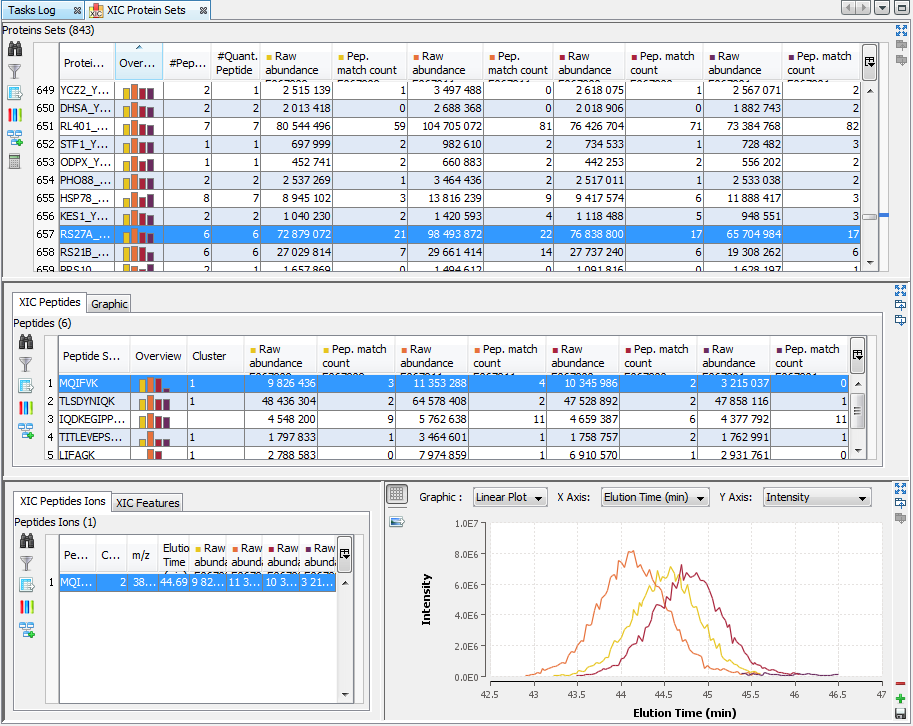 Tasks Log XIC Protein Sets
Proteins Sets (843)
Protei... Over... #Pep... #Quant. Peptide Raw abundance Pep. match count Raw abundance Pep. match count Raw abundance Pep. match count Raw abundance Pep. match count
649 YCZ2_Y... 2 1 2 515 139 1 3 497 488 0 2 618 075 1 2 567 071 2
650 DHSA_Y... 2 2 2 013 418 0 2 688 368 0 2 018 906 0 1 882 743 2
651 RL401_... 7 7 80 544 496 59 104 705 072 81 76 426 704 71 73 384 768 82
652 STF1_Y... 1 1 697 999 2 982 610 2 734 533 1 728 482 3
653 ODPX_Y... 1 1 452 741 2 660 883 2 442 253 2 556 202 2
654 PHO88_... 2 2 2 537 269 1 3 464 436 2 2 517 011 1 2 533 038 2
655 HSP78_... 8 7 8 945 102 3 13 816 239 9 9 417 574 6 11 888 417 3
656 KES1_Y... 2 2 1 040 230 2 1 420 593 4 1 118 488 5 948 551 3
657 RS27A_... 6 6 72 879 072 21 98 493 872 22 76 838 800 17 65 704 984 17
658 RS21B_... 6 6 27 029 814 7 29 661 414 14 27 737 240 6 19 308 262 6
659 RRS10 2 1 1 657 869 0 1 494 612 0 1 091 816 0 1 628 197 1
XIC Peptides Graphic
Peptides (6)
Peptide S... Overview Cluster Raw abundance Pep. match count Raw abundance Pep. match count Raw abundance Pep. match count Raw abundance Pep. match count
1 MQIFVK 9 826 436 3 11 353 288 4 10 345 986 2 3 215 037 0
2 TLSDYNIQK 1 48 436 304 2 64 578 408 2 47 528 892 2 47 858 116 1
3 IQDKEGIPP... 4 548 200 9 5 762 638 11 4 659 387 6 4 377 792 11
4 TITLEVEPS... 1 1 797 833 1 3 464 601 1 1 758 757 2 1 762 991 1
5 LIFAGK 1 2 788 583 0 7 974 859 1 6 910 570 1 2 931 761 0
XIC Peptides Ions XIC Features
Peptides Ions (1)
Pe... C... m/z Elution Time Raw Raw Raw Raw
1 MQI... 2 38... 44.69 9 82... 11 3... 10 3... 3 21...
Graphic : Linear Plot X Axis: Elution Time (min) Y Axis: Intensity
1.0E7
8.0E6
6.0E6
4.0E6
2.0E6
0.0E0
Intensity
42.5 43 43.5 44 44.5 45 45.5 46 46.5 47
Elution Time (min)